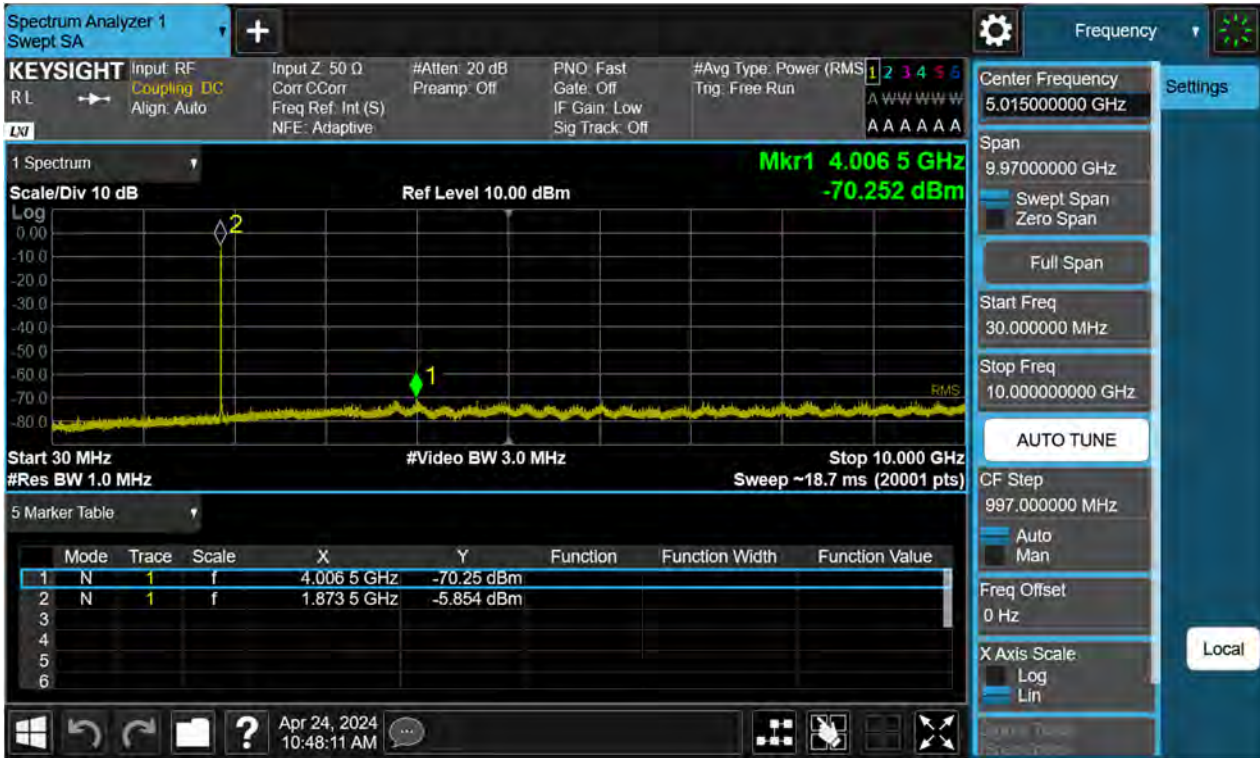 Spectrum Analyzer 1
Swept SA
+
Frequency
KEYSIGHT
R L
LXI
Input: RF
Coupling: DC
Align: Auto
Input Z: 50 Ω
Corr CCorr
Freq Ref: Int (S)
NFE: Adaptive
#Atten: 20 dB
Preamp: Off
PNO: Fast
Gate: Off
IF Gain: Low
Sig Track: Off
#Avg Type: Power (RMS
Trig: Free Run
1 2 3 4 5 6
A W W W W W
A A A A A A
1 Spectrum
Scale/Div 10 dB
Ref Level 10.00 dBm
Mkr1 4.006 5 GHz
-70.252 dBm
Log
0.00
-10.0
-20.0
-30.0
-40.0
-50.0
-60.0
-70.0
-80.0
2
1
RMS
Start 30 MHz
#Video BW 3.0 MHz
Stop 10.000 GHz
#Res BW 1.0 MHz
Sweep ~18.7 ms (20001 pts)
5 Marker Table
Mode Trace Scale X Y Function Function Width Function Value
1 N 1 f 4.006 5 GHz -70.25 dBm
2 N 1 f 1.873 5 GHz -5.854 dBm
3
4
5
6
?
Apr 24, 2024
10:48:11 AM
Center Frequency
5.015000000 GHz
Span
9.97000000 GHz
Swept Span
Zero Span
Full Span
Start Freq
30.000000 MHz
Stop Freq
10.000000000 GHz
AUTO TUNE
CF Step
997.000000 MHz
Auto
Man
Freq Offset
0 Hz
X Axis Scale
Log
Lin
Settings
Local